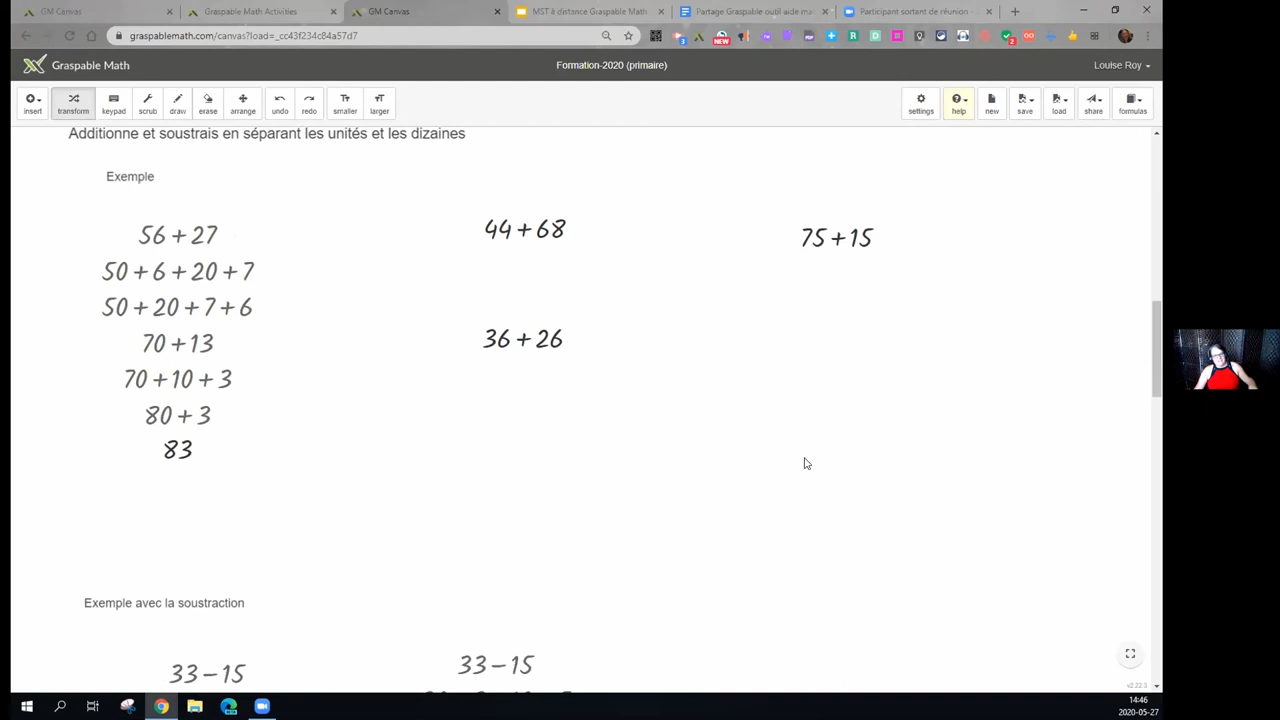 GM Canvas
Graspable Math Activities
GM Canvas
MST à distance Graspable Math
Partage Graspable outil aide ma
Participant sortant de réunion -
graspablemath.com/canvas?load=_cc43f234c84a57d7
NEW
Graspable Math
Formation-2020 (primaire)
Louise Roy
insert
transform
keypad
scrub
draw
erase
arrange
undo
redo
smaller
larger
settings
help
new
save
load
share
formulas
Additionne et soustrais en séparant les unités et les dizaines
Exemple
56+27
50+6+20+7
50+20+7+6
70+13
70+10+3
80+3
83
44+68
36+26
75+15
Exemple avec la soustraction
33-15
33-15
v2.22.3
14:46
2020-05-27